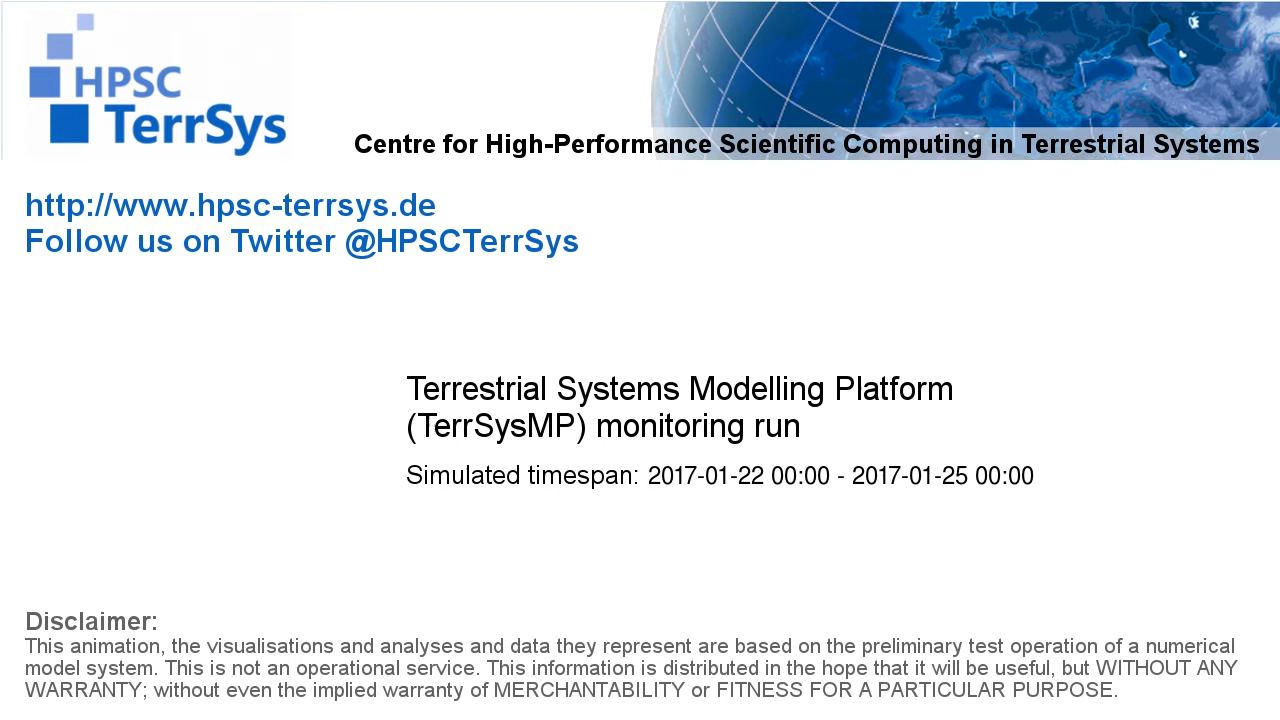 HPSC
TerrSys
Centre for High-Performance Scientific Computing in Terrestrial Systems
http://www.hpsc-terrsys.de
Follow us on Twitter @HPSCTerrSys
Terrestrial Systems Modelling Platform
(TerrSysMP) monitoring run
Simulated timespan: 2017-01-22 00:00 - 2017-01-25 00:00
Disclaimer:
This animation, the visualisations and analyses and data they represent are based on the preliminary test operation of a numerical
model system. This is not an operational service. This information is distributed in the hope that it will be useful, but WITHOUT ANY
WARRANTY; without even the implied warranty of MERCHANTABILITY or FITNESS FOR A PARTICULAR PURPOSE.